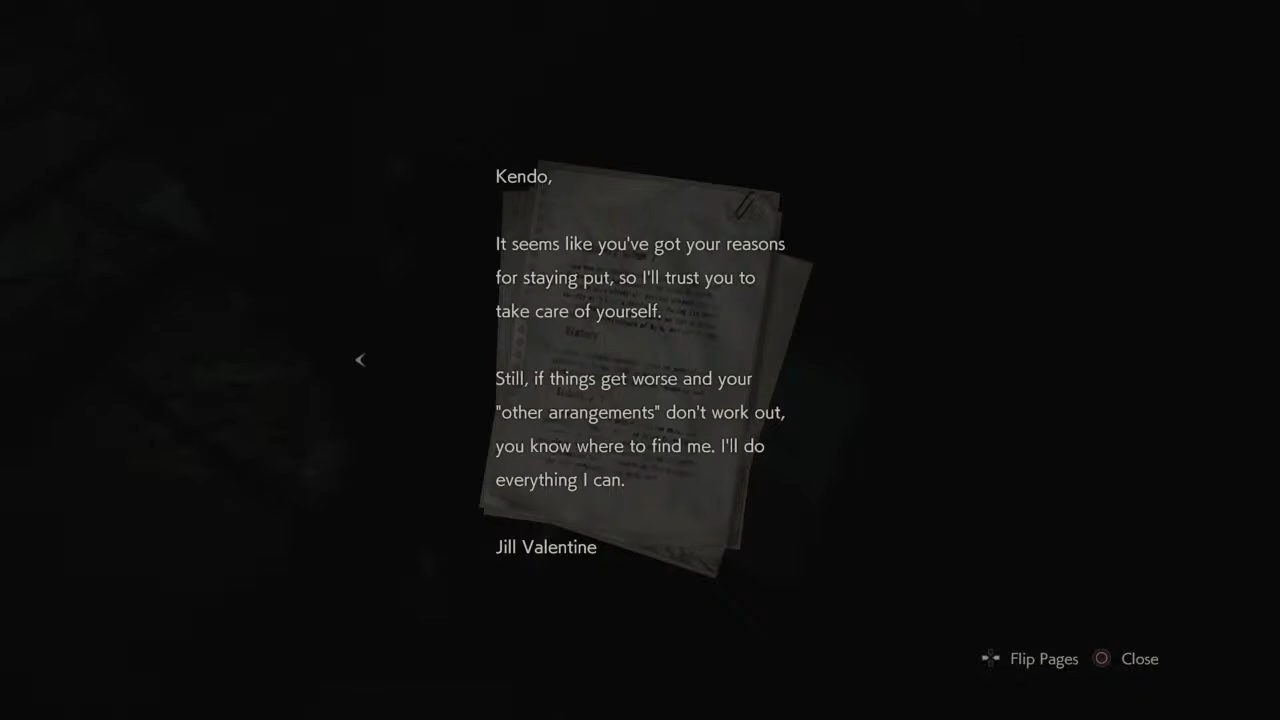 Kendo,
It seems like you've got your reasons
for staying put, so I'll trust you to
take care of yourself.
Still, if things get worse and your
"other arrangements" don't work out,
you know where to find me. I'll do
everything I can.
Jill Valentine
Flip Pages
Close